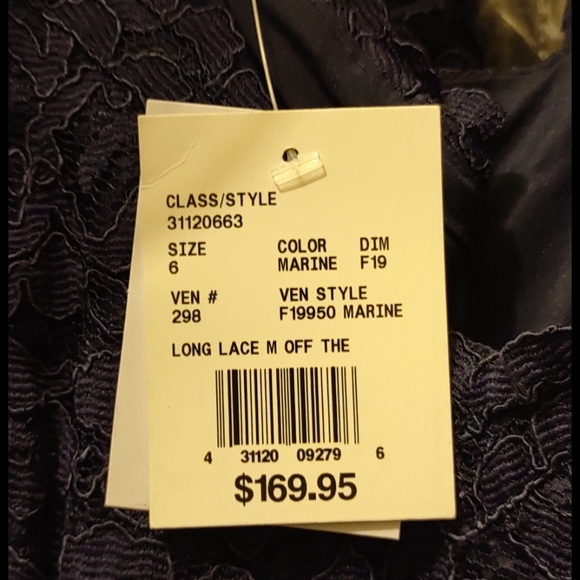 CLASS/STYLE
31120663
SIZE COLOR DIM
6 MARINE F19
VEN # VEN STYLE
298 F19950 MARINE
LONG LACE M OFF THE
4 31120 09279 6
$169.95